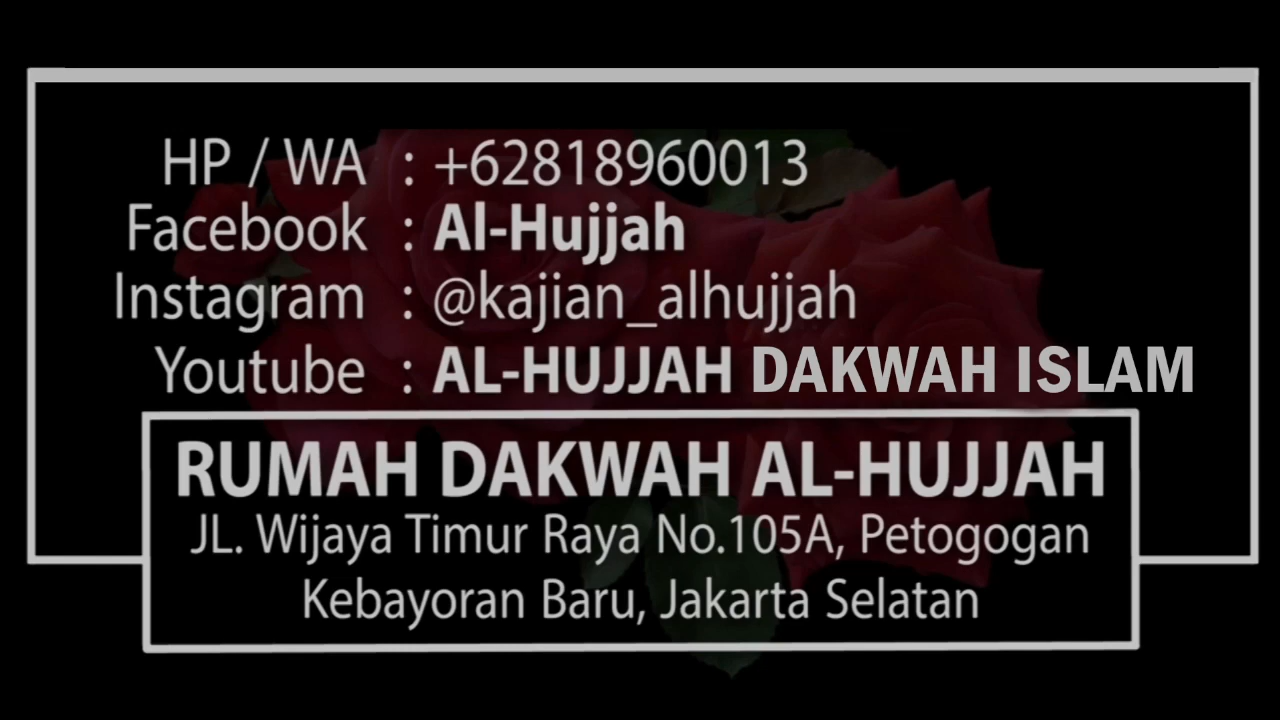 HP / WA : +62818960013
Facebook : Al-Hujjah
Instagram : @kajian_alhujjah
Youtube : AL-HUJJAH DAKWAH ISLAM
RUMAH DAKWAH AL-HUJJAH
JL. Wijaya Timur Raya No.105A, Petogogan
Kebayoran Baru, Jakarta Selatan